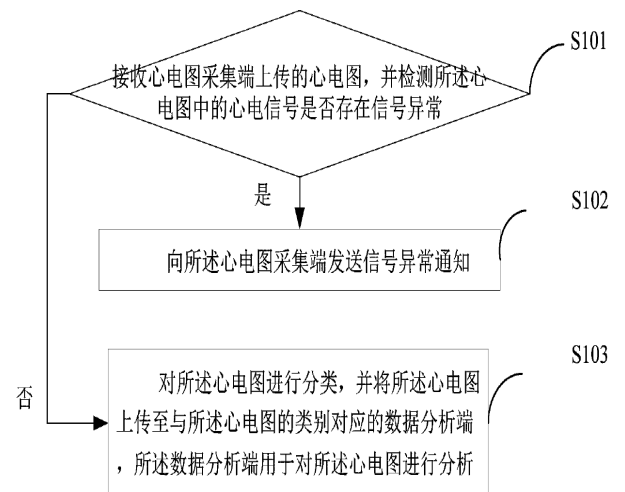 接收心电图采集端上传的心电图，并检测所述心
电图中的心电信号是否存在信号异常
S101
是
S102
向所述心电图采集端发送信号异常通知
S103
否
对所述心电图进行分类，并将所述心电图
上传至与所述心电图的类别对应的数据分析端
，所述数据分析端用于对所述心电图进行分析